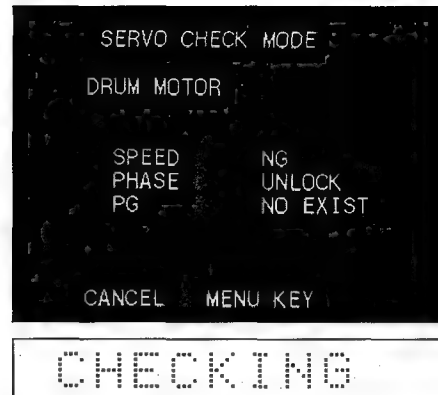 SERVO CHECK MODE
DRUM MOTOR
SPEED NG
PHASE UNLOCK
PG NO EXIST
CANCEL MENU KEY
CHECKING